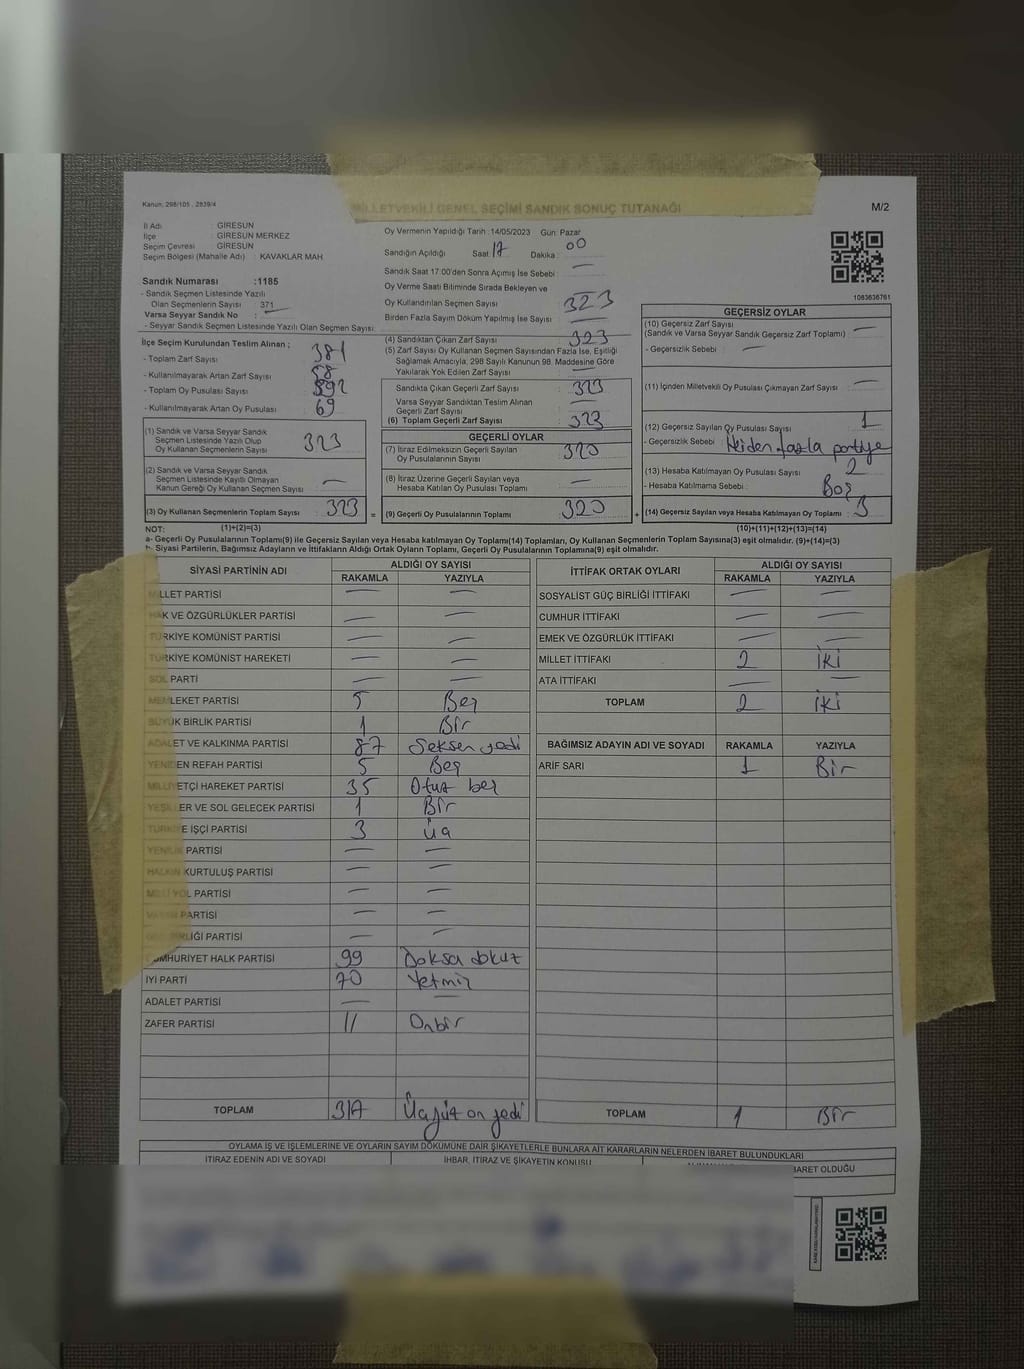 Kanun: 298/105 , 2839/4
MİLLETVEKİLİ GENEL SEÇİMİ SANDIK SONUÇ TUTANAĞI
M/2
İl Adı : GİRESUN
İlçe : GİRESUN MERKEZ
Seçim Çevresi : GİRESUN
Seçim Bölgesi (Mahalle Adı) : KAVAKLAR MAH
Sandık Numarası :1185
- Sandık Seçmen Listesinde Yazılı
Olan Seçmenlerin Sayısı 371
Varsa Seyyar Sandık No : —
- Seyyar Sandık Seçmen Listesinde Yazılı Olan Seçmen Sayısı:
Oy Vermenin Yapıldığı Tarih :14/05/2023 Gün: Pazar
Sandığın Açıldığı Saat 17 Dakika : 00
Sandık Saat 17:00'den Sonra Açımış İse Sebebi : —
Oy Verme Saati Bitiminde Sırada Bekleyen ve
Oy Kullandırılan Seçmen Sayısı : 323
Birden Fazla Sayım Döküm Yapılmış İse Sayısı : —
1063636761
İlçe Seçim Kurulundan Teslim Alınan ;
- Toplam Zarf Sayısı : 381
- Kullanılmayarak Artan Zarf Sayısı : 58
- Toplam Oy Pusulası Sayısı : 392
- Kullanılmayarak Artan Oy Pusulası : 69
(4) Sandıktan Çıkan Zarf Sayısı : 323
(5) Zarf Sayısı Oy Kullanan Seçmen Sayısından Fazla İse, Eşitliği
Sağlamak Amacıyla; 298 Sayılı Kanunun 98. Maddesine Göre
Yakılarak Yok Edilen Zarf Sayısı : —
Sandıkta Çıkan Geçerli Zarf Sayısı : 323
Varsa Seyyar Sandıktan Teslim Alınan
Geçerli Zarf Sayısı : —
(6) Toplam Geçerli Zarf Sayısı : 323
GEÇERSİZ OYLAR
(10) Geçersiz Zarf Sayısı
(Sandık ve Varsa Seyyar Sandık Geçersiz Zarf Toplamı) : —
- Geçersizlik Sebebi : —
(11) İçinden Milletvekili Oy Pusulası Çıkmayan Zarf Sayısı : —
(12) Geçersiz Sayılan Oy Pusulası Sayısı : 1
- Geçersizlik Sebebi : İkiden fazla partiye
(13) Hesaba Katılmayan Oy Pusulası Sayısı : 2
- Hesaba Katılmama Sebebi : Boş
(14) Geçersiz Sayılan veya Hesaba Katılmayan Oy Toplamı : 3
(1) Sandık ve Varsa Seyyar Sandık
Seçmen Listesinde Yazılı Olup
Oy Kullanan Seçmenlerin Sayısı : 323
(2) Sandık ve Varsa Seyyar Sandık
Seçmen Listesinde Kayıtlı Olmayan
Kanun Gereği Oy Kullanan Seçmen Sayısı : —
(3) Oy Kullanan Seçmenlerin Toplam Sayısı : 323
GEÇERLİ OYLAR
(7) İtiraz Edilmeksizin Geçerli Sayılan
Oy Pusulalarının Sayısı : 320
(8) İtiraz Üzerine Geçerli Sayılan veya
Hesaba Katılan Oy Pusulası Toplamı : —
= (9) Geçerli Oy Pusulalarının Toplamı : 320 +
NOT: (1)+(2)=(3) (10)+(11)+(12)+(13)=(14)
a- Geçerli Oy Pusulalarının Toplamı(9) ile Geçersiz Sayılan veya Hesaba Katılmayan Oy Toplamı(14) Toplamları, Oy Kullanan Seçmenlerin Toplam Sayısına(3) eşit olmalıdır. (9)+(14)=(3)
b- Siyasi Partilerin, Bağımsız Adayların ve İttifakların Aldığı Ortak Oyların Toplamı, Geçerli Oy Pusulalarının Toplamına(9) eşit olmalıdır.
SİYASİ PARTİNİN ADI ALDIĞI OY SAYISI
RAKAMLA YAZIYLA
MİLLET PARTİSİ — —
HAK VE ÖZGÜRLÜKLER PARTİSİ — —
TÜRKİYE KOMÜNİST PARTİSİ — —
TÜRKİYE KOMÜNİST HAREKETİ — —
SOL PARTİ — —
MEMLEKET PARTİSİ 5 Beş
BÜYÜK BİRLİK PARTİSİ 1 Bir
ADALET VE KALKINMA PARTİSİ 87 Seksen yedi
YENİDEN REFAH PARTİSİ 5 Beş
MİLLİYETÇİ HAREKET PARTİSİ 35 Otuz beş
YEŞİLLER VE SOL GELECEK PARTİSİ 1 Bir
TÜRKİYE İŞÇİ PARTİSİ 3 Üç
YENİLİK PARTİSİ — —
HALKIN KURTULUŞ PARTİSİ — —
MİLLİ YOL PARTİSİ — —
VATAN PARTİSİ — —
GÜÇ BİRLİĞİ PARTİSİ — —
CUMHURİYET HALK PARTİSİ 99 Doksa dokuz
İYİ PARTİ 70 Yetmiş
ADALET PARTİSİ — —
ZAFER PARTİSİ 11 Onbir
TOPLAM 317 Üçyüz on yedi
İTTİFAK ORTAK OYLARI ALDIĞI OY SAYISI
RAKAMLA YAZIYLA
SOSYALİST GÜÇ BİRLİĞİ İTTİFAKI — —
CUMHUR İTTİFAKI — —
EMEK VE ÖZGÜRLÜK İTTİFAKI — —
MİLLET İTTİFAKI 2 İki
ATA İTTİFAKI — —
TOPLAM 2 İki
BAĞIMSIZ ADAYIN ADI VE SOYADI RAKAMLA YAZIYLA
ARİF SARI 1 Bir
TOPLAM 1 Bir
OYLAMA İŞ VE İŞLEMLERİNE VE OYLARIN SAYIM DÖKÜMÜNE DAİR ŞİKAYETLERLE BUNLARA AİT KARARLARIN NELERDEN İBARET BULUNDUKLARI
İTİRAZ EDENİN ADI VE SOYADI İHBAR, İTİRAZ VE ŞİKAYETİN KONUSU
İBARET OLDUĞU